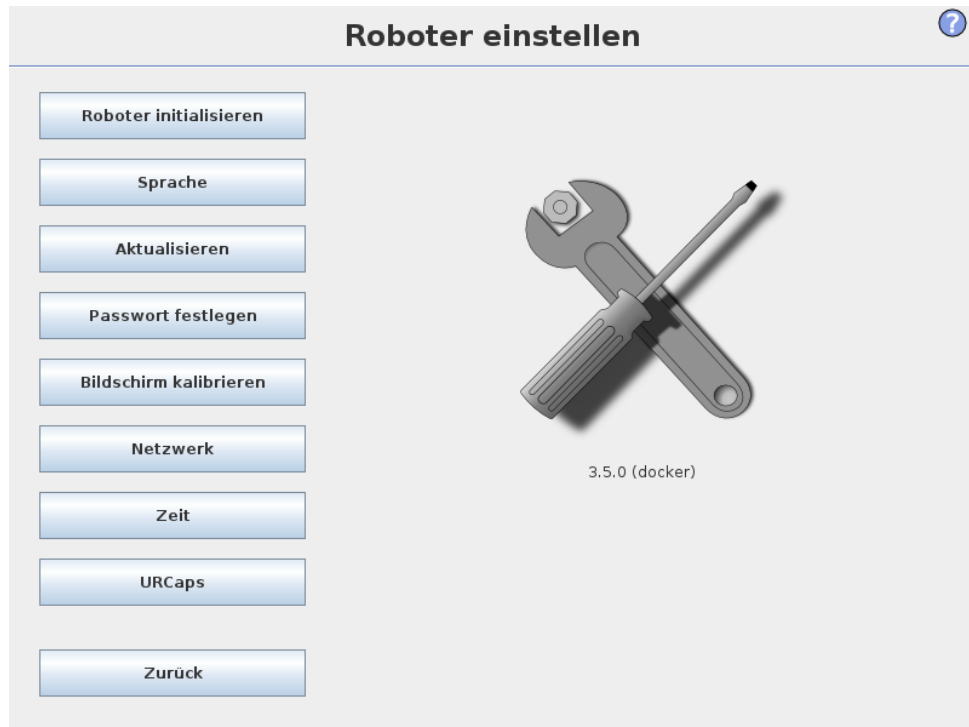 Roboter einstellen
?
Roboter initialisieren
Sprache
Aktualisieren
Passwort festlegen
Bildschirm kalibrieren
Netzwerk
3.5.0 (docker)
Zeit
URCaps
Zurück